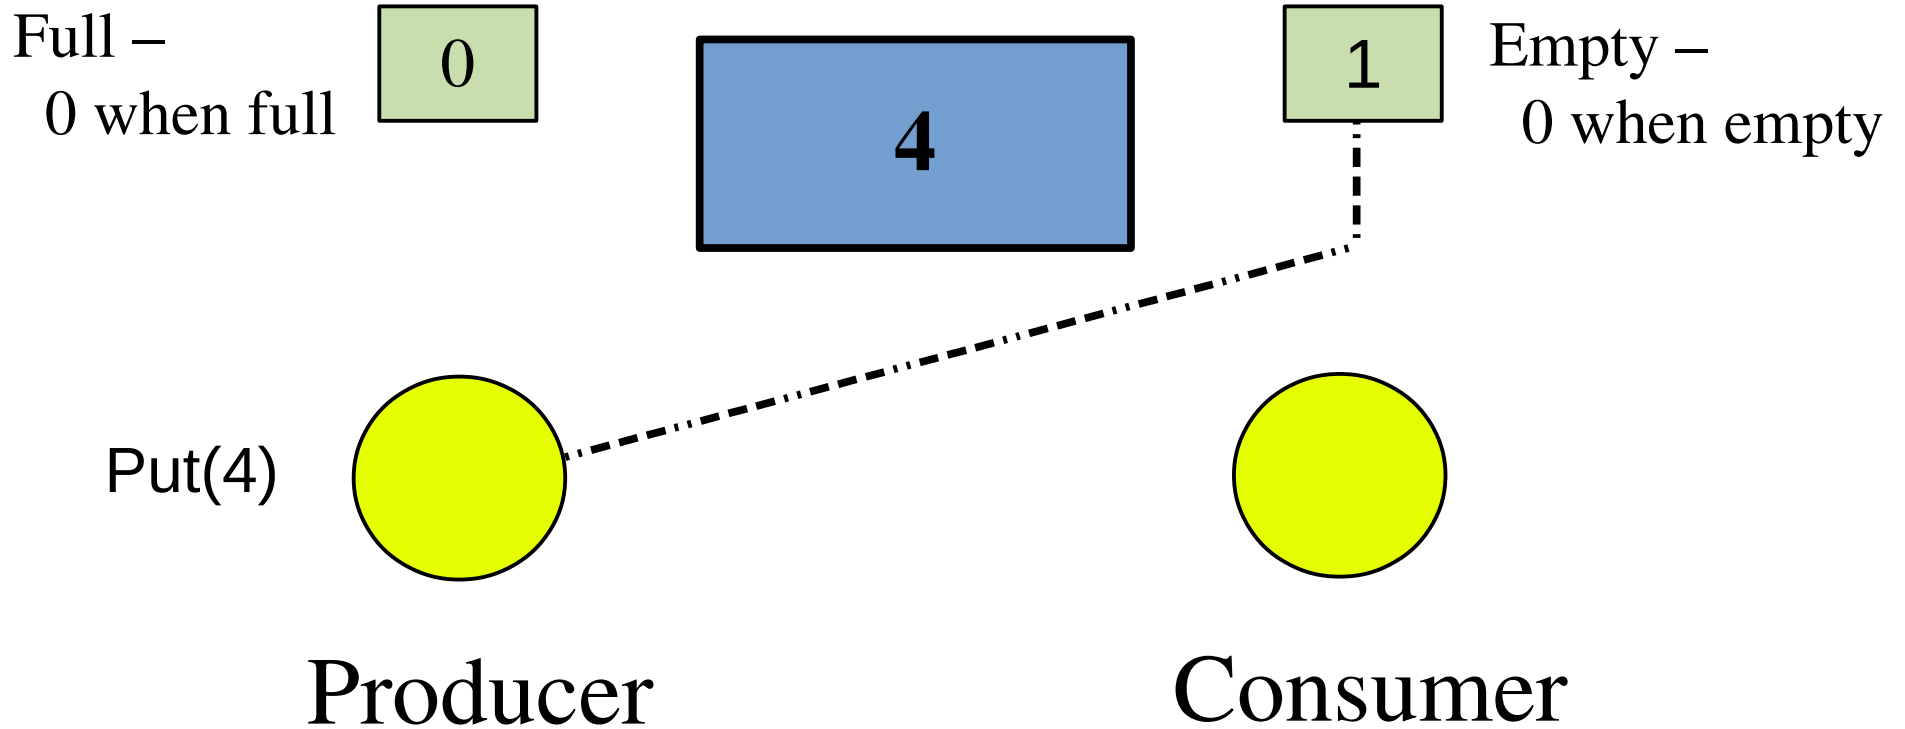 Full –
0 when full
0
4
1
Empty –
0 when empty
Put(4)
Producer
Consumer